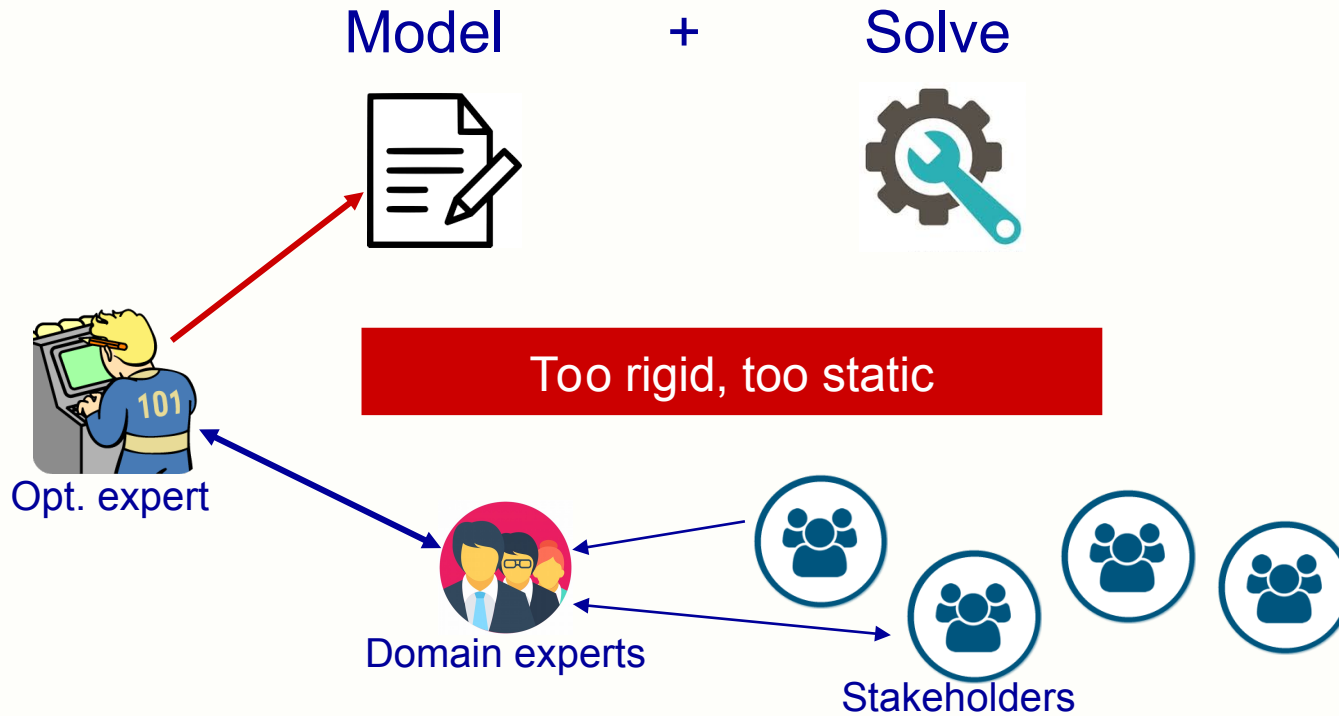 Model + Solve
Too rigid, too static
101
Opt. expert
Domain experts
Stakeholders